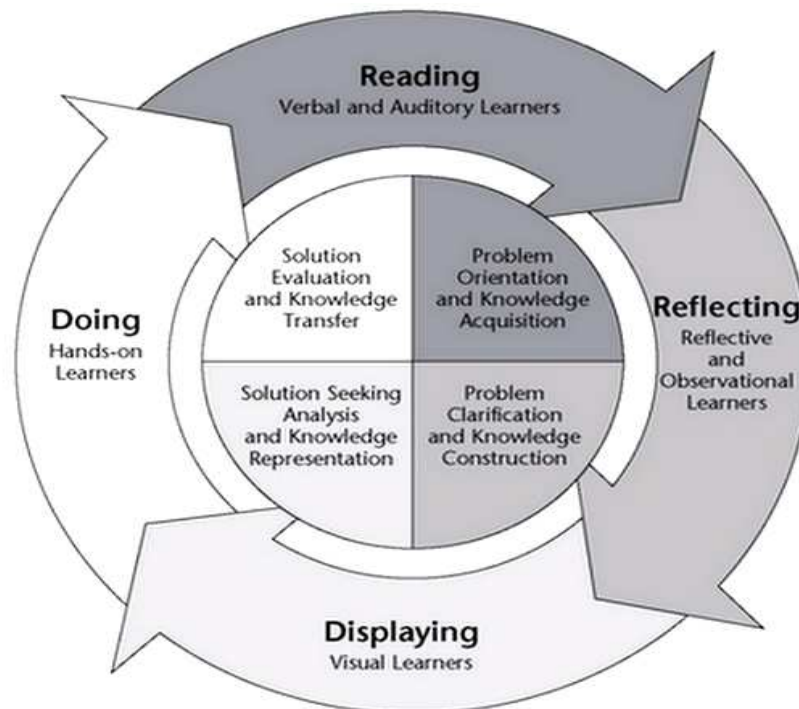 Reading
Verbal and Auditory Learners
Reflecting
Reflective
and
Observational
Learners
Displaying
Visual Learners
Doing
Hands-on
Learners
Solution
Evaluation
and Knowledge
Transfer
Problem
Orientation
and Knowledge
Acquisition
Solution Seeking
Analysis
and Knowledge
Representation
Problem
Clarification
and Knowledge
Construction